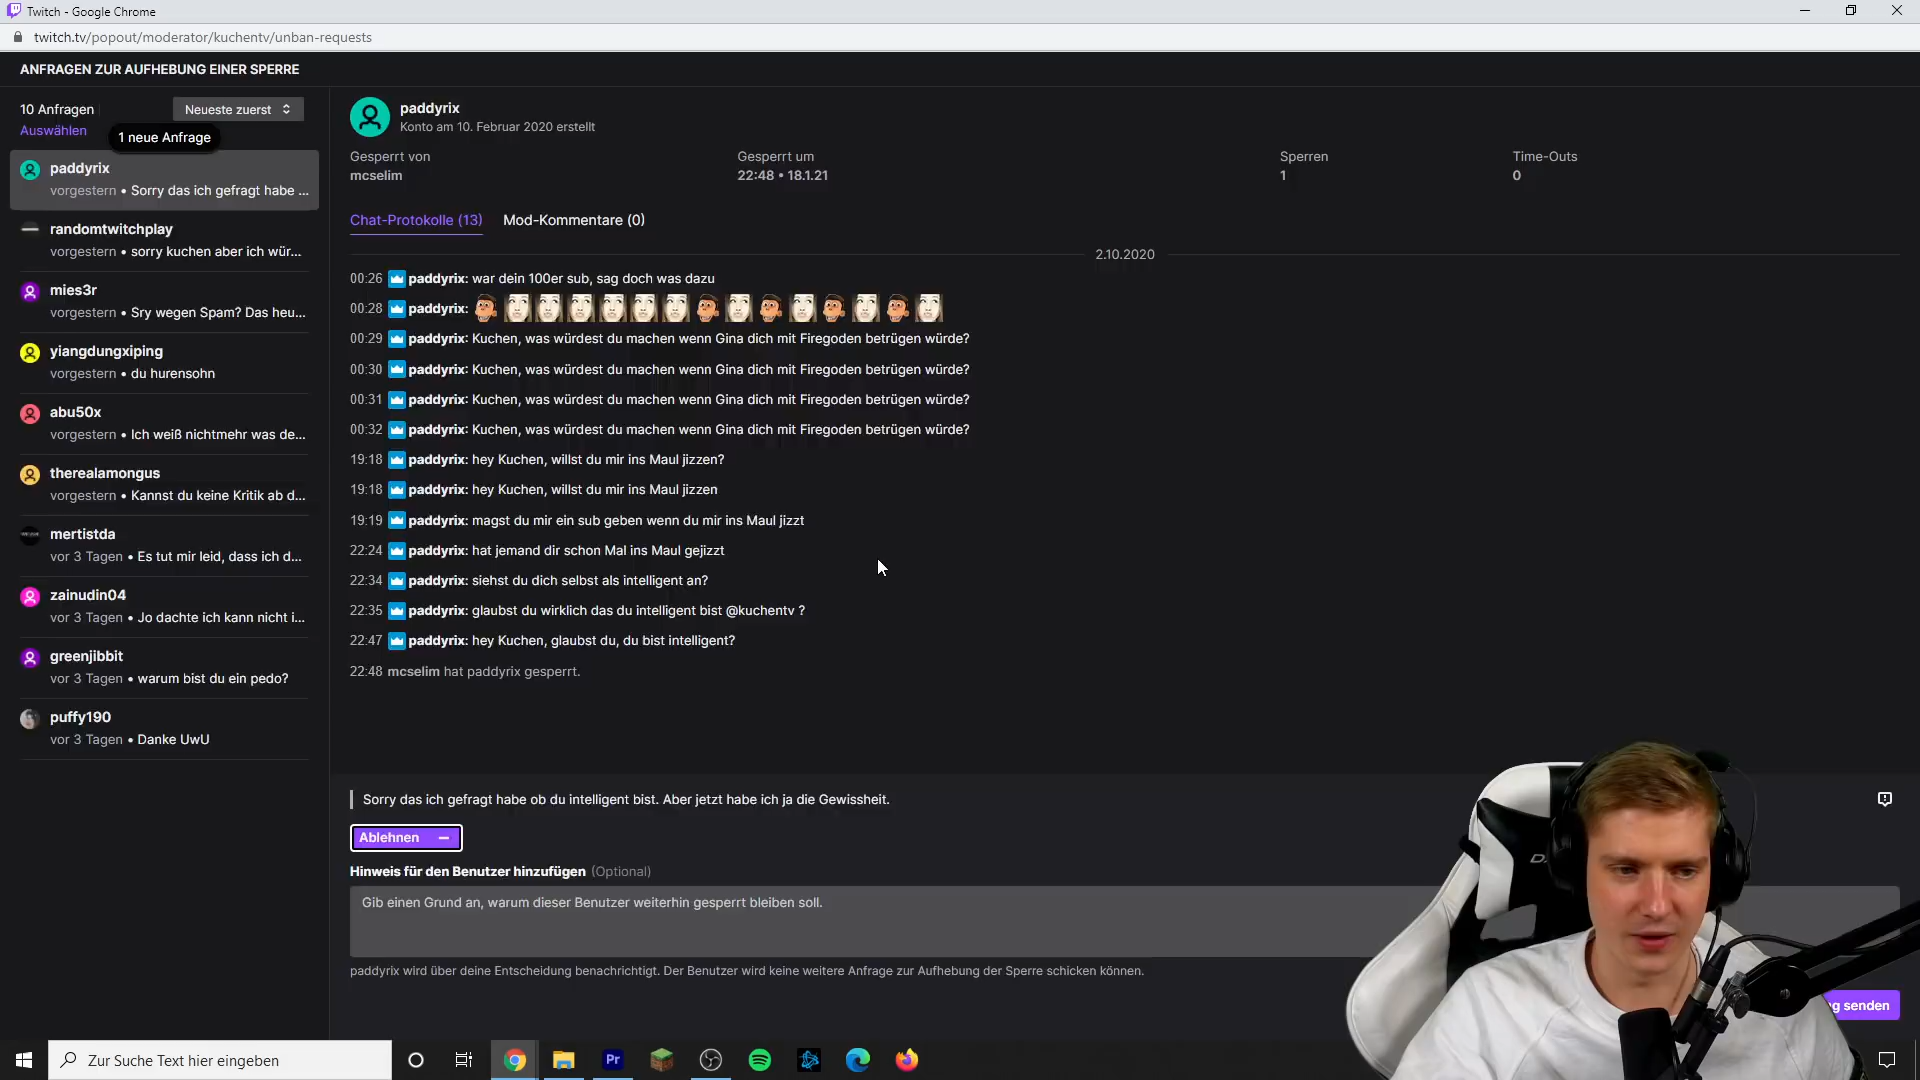 Twitch - Google Chrome
twitch.tv/popout/moderator/kuchentv/unban-requests
ANFRAGEN ZUR AUFHEBUNG EINER SPERRE
10 Anfragen
Neueste zuerst
Auswählen
1 neue Anfrage
paddyrix
vorgestern • Sorry das ich gefragt habe ...
randomtwitchplay
vorgestern • sorry kuchen aber ich wür...
mies3r
vorgestern • Sry wegen Spam? Das heu...
yiangdungxiping
vorgestern • du hurensohn
abu50x
vorgestern • Ich weiß nichtmehr was de...
therealamongus
vorgestern • Kannst du keine Kritik ab d...
mertistda
vor 3 Tagen • Es tut mir leid, dass ich d...
zainudin04
vor 3 Tagen • Jo dachte ich kann nicht i...
greenjibbit
vor 3 Tagen • warum bist du ein pedo?
puffy190
vor 3 Tagen • Danke UwU
paddyrix
Konto am 10. Februar 2020 erstellt
Gesperrt von
mcselim
Gesperrt um
22:48 • 18.1.21
Sperren
1
Time-Outs
0
Chat-Protokolle (13)
Mod-Kommentare (0)
2.10.2020
00:26 paddyrix: war dein 100er sub, sag doch was dazu
00:28 paddyrix:
00:29 paddyrix: Kuchen, was würdest du machen wenn Gina dich mit Firegoden betrügen würde?
00:30 paddyrix: Kuchen, was würdest du machen wenn Gina dich mit Firegoden betrügen würde?
00:31 paddyrix: Kuchen, was würdest du machen wenn Gina dich mit Firegoden betrügen würde?
00:32 paddyrix: Kuchen, was würdest du machen wenn Gina dich mit Firegoden betrügen würde?
19:18 paddyrix: hey Kuchen, willst du mir ins Maul jizzen?
19:18 paddyrix: hey Kuchen, willst du mir ins Maul jizzen
19:19 paddyrix: magst du mir ein sub geben wenn du mir ins Maul jizzt
22:24 paddyrix: hat jemand dir schon Mal ins Maul gejizzt
22:34 paddyrix: siehst du dich selbst als intelligent an?
22:35 paddyrix: glaubst du wirklich das du intelligent bist @kuchentv ?
22:47 paddyrix: hey Kuchen, glaubst du, du bist intelligent?
22:48 mcselim hat paddyrix gesperrt.
Sorry das ich gefragt habe ob du intelligent bist. Aber jetzt habe ich ja die Gewissheit.
Ablehnen
Hinweis für den Benutzer hinzufügen (Optional)
Gib einen Grund an, warum dieser Benutzer weiterhin gesperrt bleiben soll.
paddyrix wird über deine Entscheidung benachrichtigt. Der Benutzer wird keine weitere Anfrage zur Aufhebung der Sperre schicken können.
senden
Zur Suche Text hier eingeben
Pr